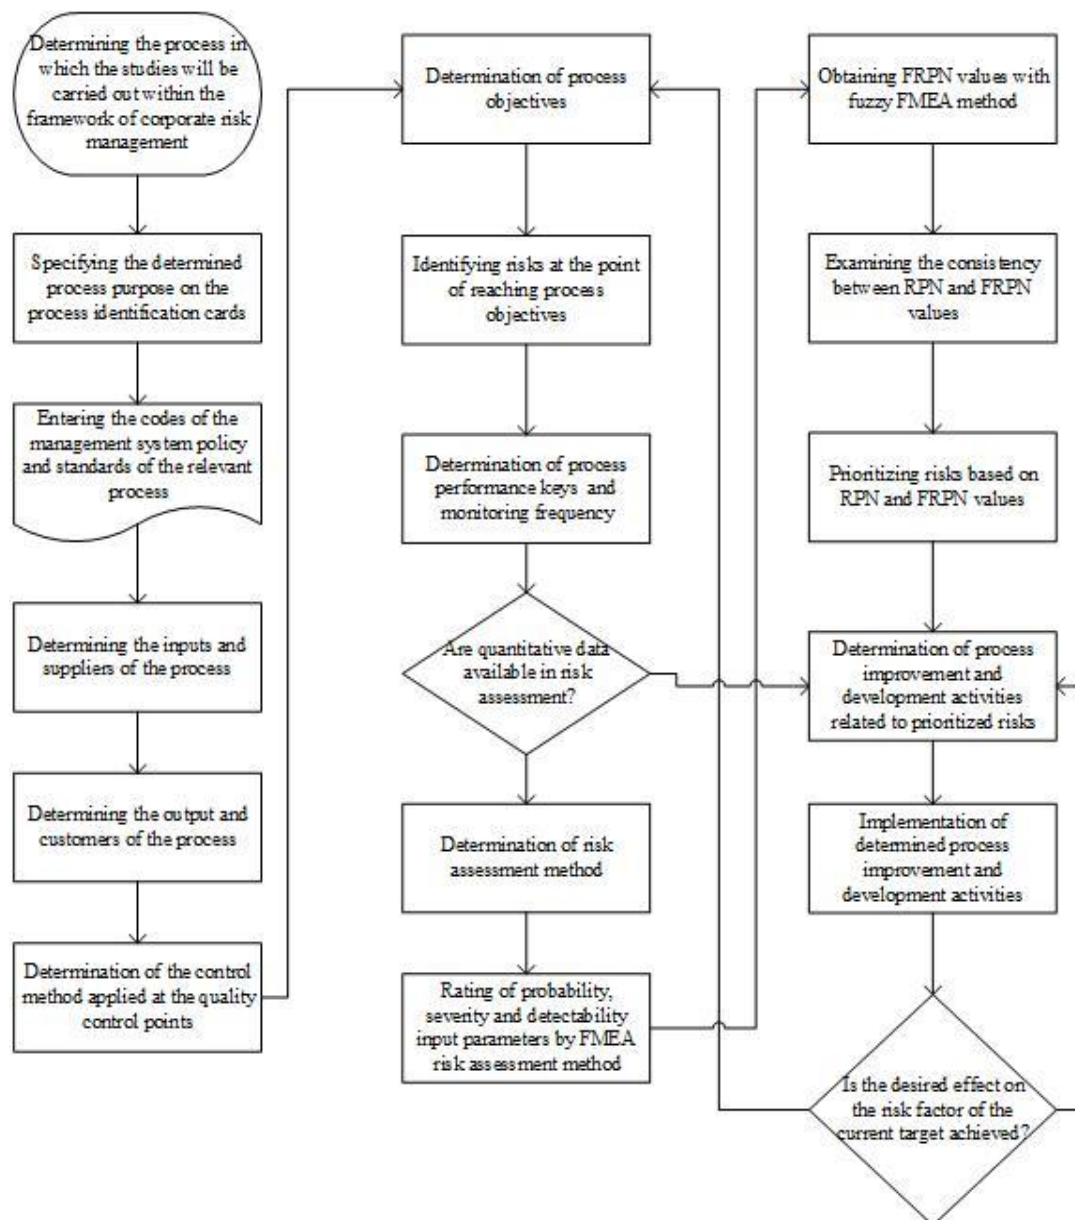 Determining the process in
which the studies will be
carried out within the
framework of corporate risk
management
Specifying the determined
process purpose on the
process identification cards
Entering the codes of the
management system policy
and standards of the relevant
process
Determining the inputs and
suppliers of the process
Determining the output and
customers of the process
Determination of the control
method applied at the quality
control points
Determination of process
objectives
Identifying risks at the point
of reaching process
objectives
Determination of process
performance keys and
monitoring frequency
Are quantitative data
available in risk
assessment?
Determination of risk
assessment method
Rating of probability,
severity and detectability
input parameters by FMEA
risk assessment method
Obtaining FRPN values with
fuzzy FMEA method
Examining the consistency
between RPN and FRPN
values
Prioritizing risks based on
RPN and FRPN values
Determination of process
improvement and
development activities
related to prioritized risks
Implementation of
determined process
improvement and
development activities
Is the desired effect on
the risk factor of the
current target achieved?